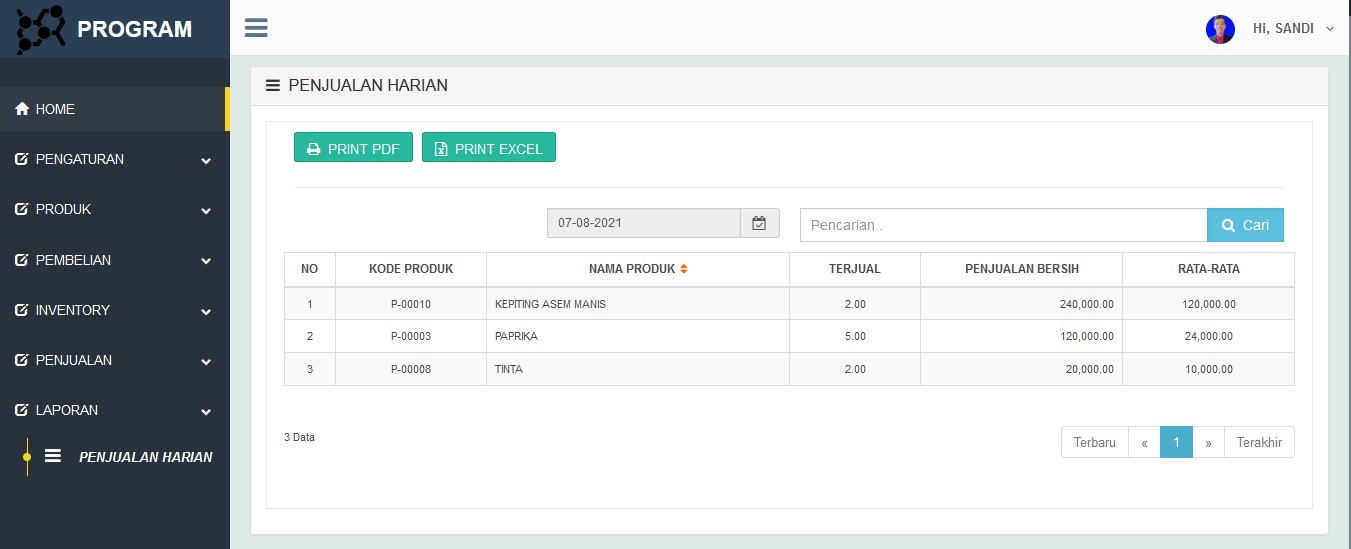 PROGRAM
Hi, SANDI
HOME
PENGATURAN
PRODUK
PEMBELIAN
INVENTORY
PENJUALAN
LAPORAN
PENJUALAN HARIAN
PENJUALAN HARIAN
PRINT PDF PRINT EXCEL
07-08-2021 Pencarian.. Cari
NO KODE PRODUK NAMA PRODUK TERJUAL PENJUALAN BERSIH RATA-RATA
1 P-00010 KEPITING ASEM MANIS 2.00 240,000.00 120,000.00
2 P-00003 PAPRIKA 5.00 120,000.00 24,000.00
3 P-00008 TINTA 2.00 20,000.00 10,000.00
3 Data
Terbaru « 1 » Terakhir